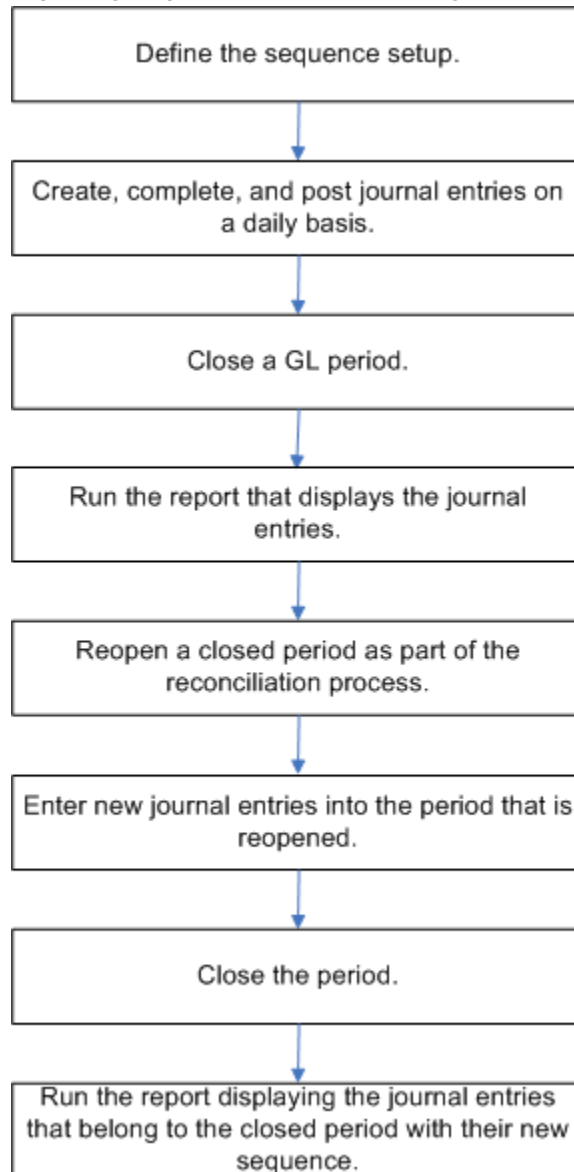 Define the sequence setup.
Create, complete, and post journal entries on
a daily basis.
Close a GL period.
Run the report that displays the journal
entries.
Reopen a closed period as part of the
reconciliation process.
Enter new journal entries into the period that is
reopened.
Close the period.
Run the report displaying the journal entries
that belong to the closed period with their new
sequence.